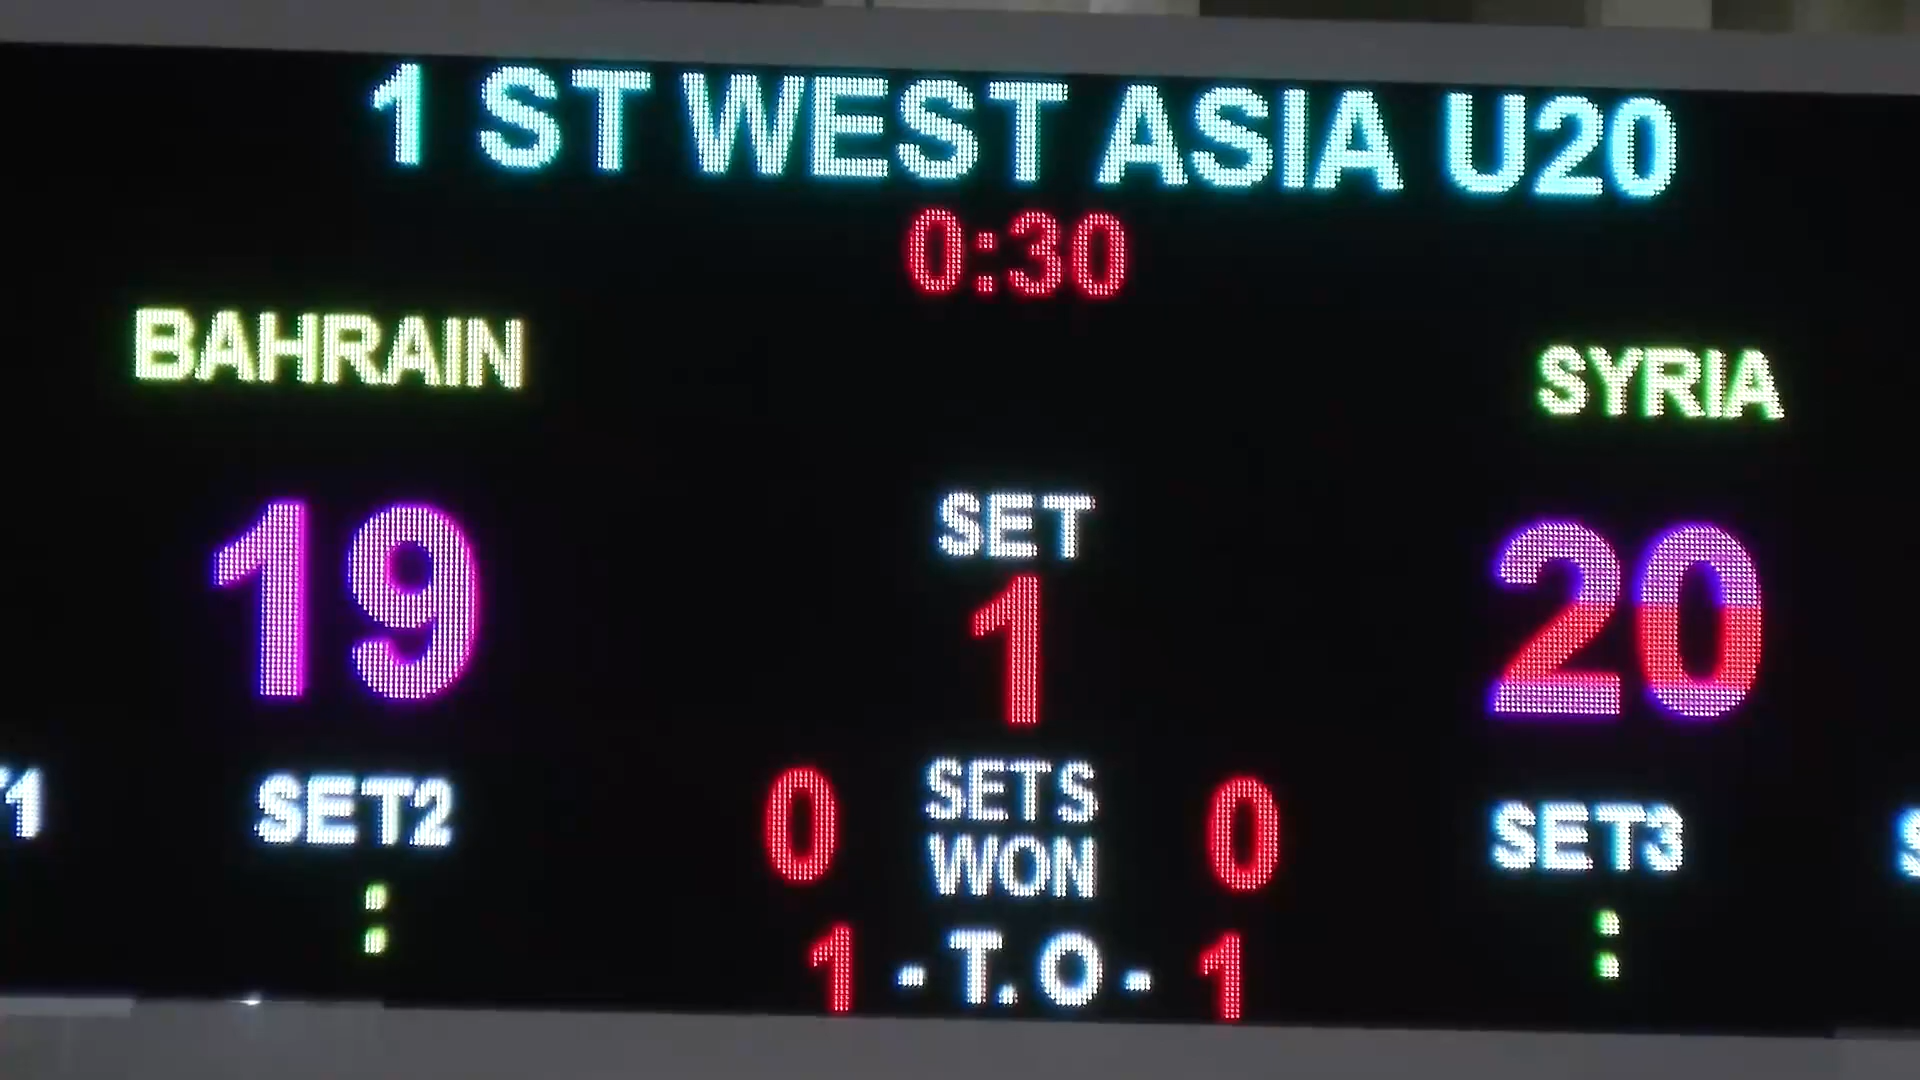 1 ST WEST ASIA U20
0:30
BAHRAIN
SYRIA
19
SET
1
20
SET2
0
SETS
WON
0
SET3
:
:
1
- T. O -
1